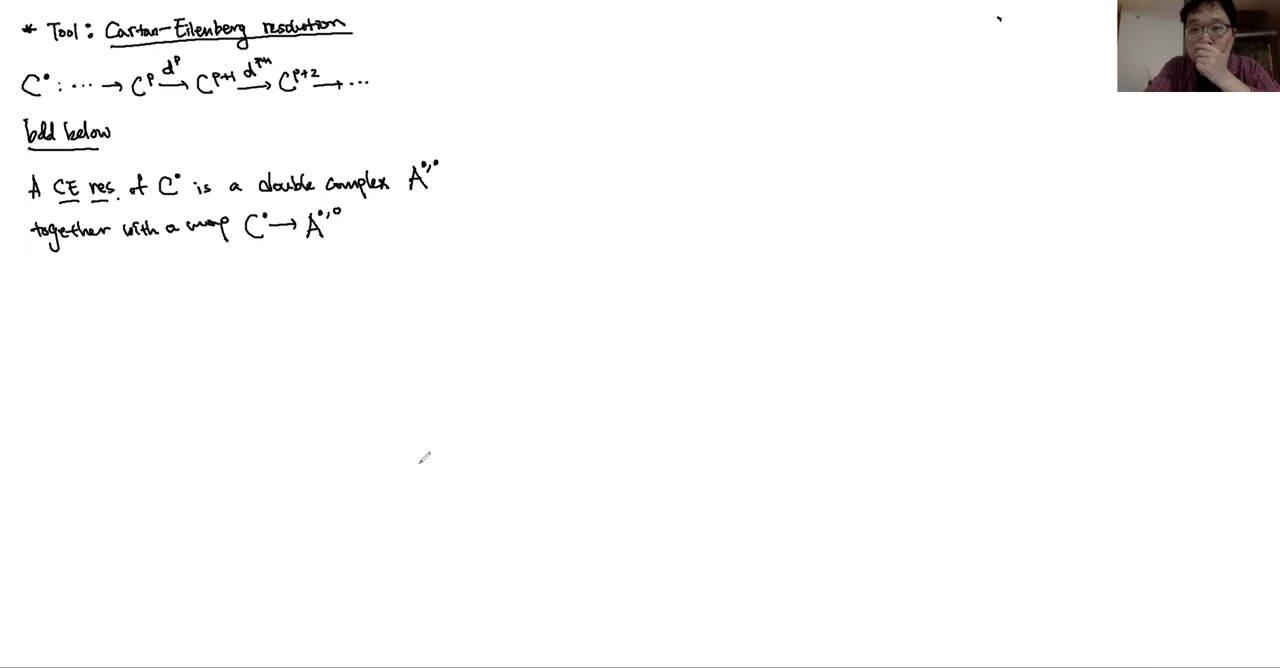 * Tool: Cartan-Eilenberg resolution
C^•: ⋯ → C^p →^{d^p} C^{p+1} →^{d^{p+1}} C^{p+2} → ⋯
bdd below
A CE res. of C^• is a double complex A^{•,•}
together with a map C^• → A^{•,0}